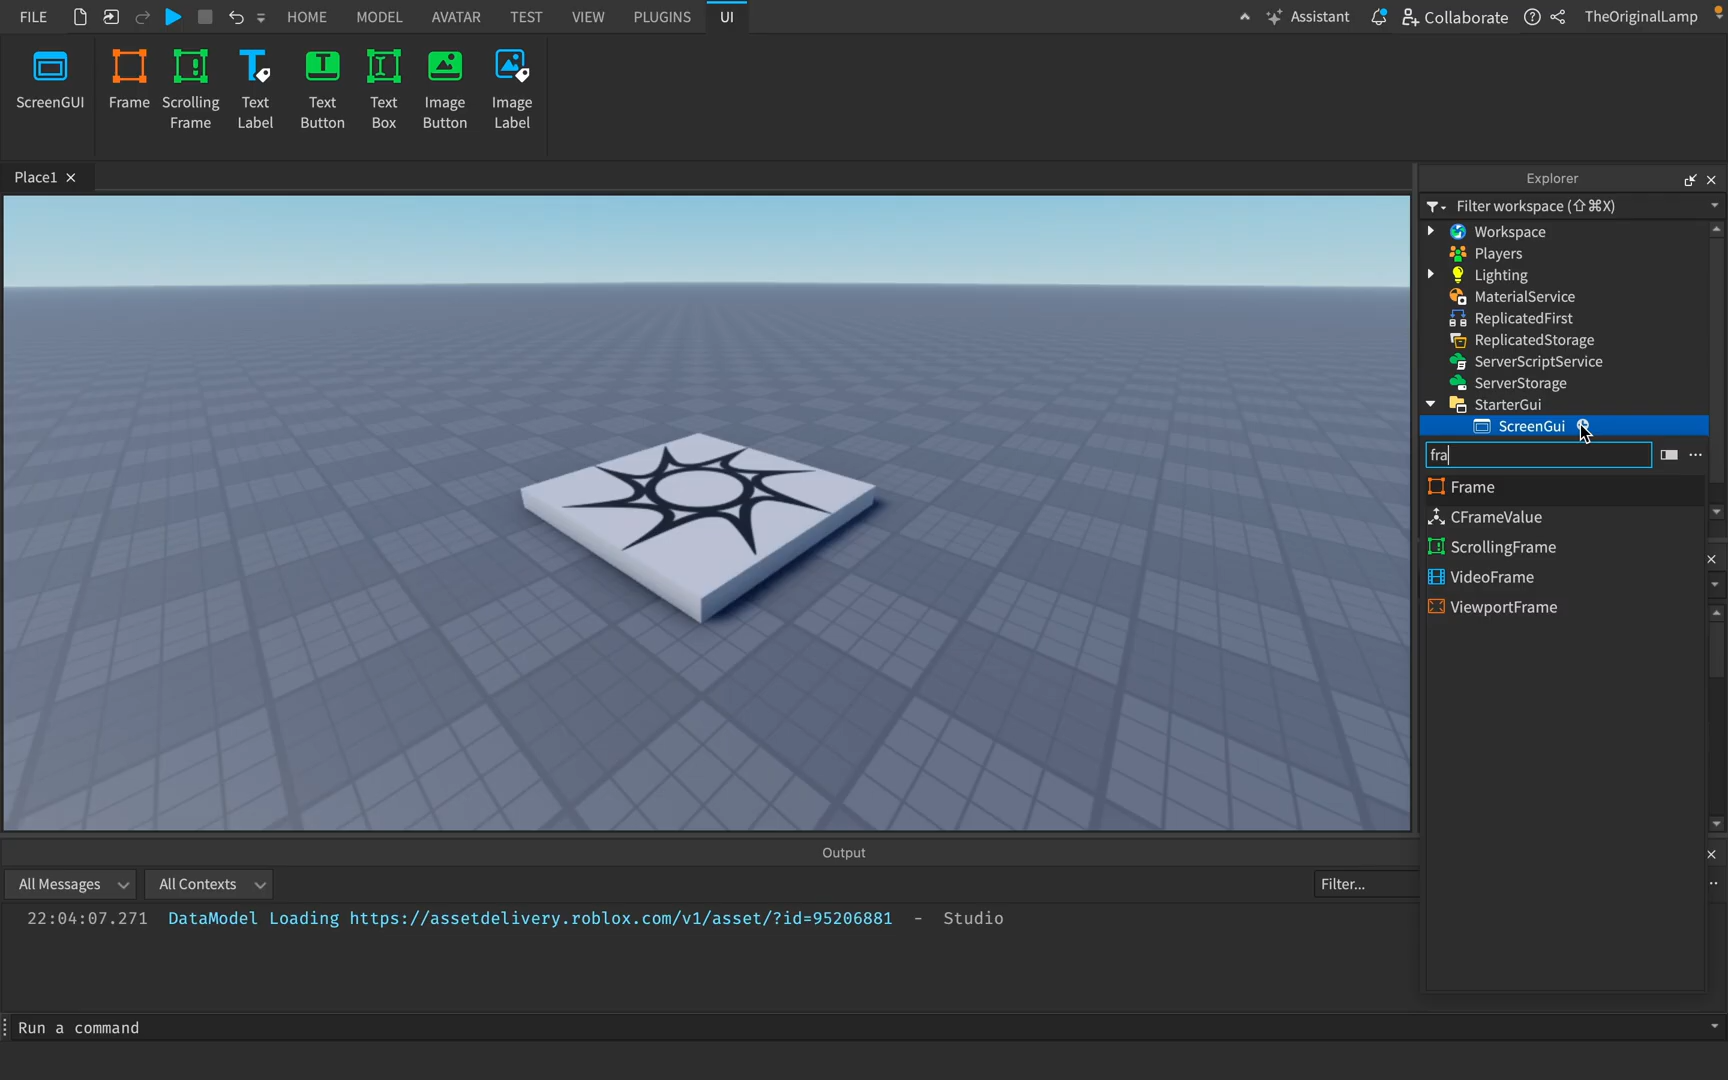 FILE HOME MODEL AVATAR TEST VIEW PLUGINS UI Assistant Collaborate TheOriginalLamp
ScreenGUI
Frame
Scrolling
Frame
Text
Label
Text
Button
Text
Box
Image
Button
Image
Label
Place1
Explorer
Filter workspace (⇧⌘X)
Workspace
Players
Lighting
MaterialService
ReplicatedFirst
ReplicatedStorage
ServerScriptService
ServerStorage
StarterGui
ScreenGui
fra
Frame
CFrameValue
ScrollingFrame
VideoFrame
ViewportFrame
Output
All Messages All Contexts Filter...
22:04:07.271 DataModel Loading https://assetdelivery.roblox.com/v1/asset/?id=95206881 - Studio
Run a command